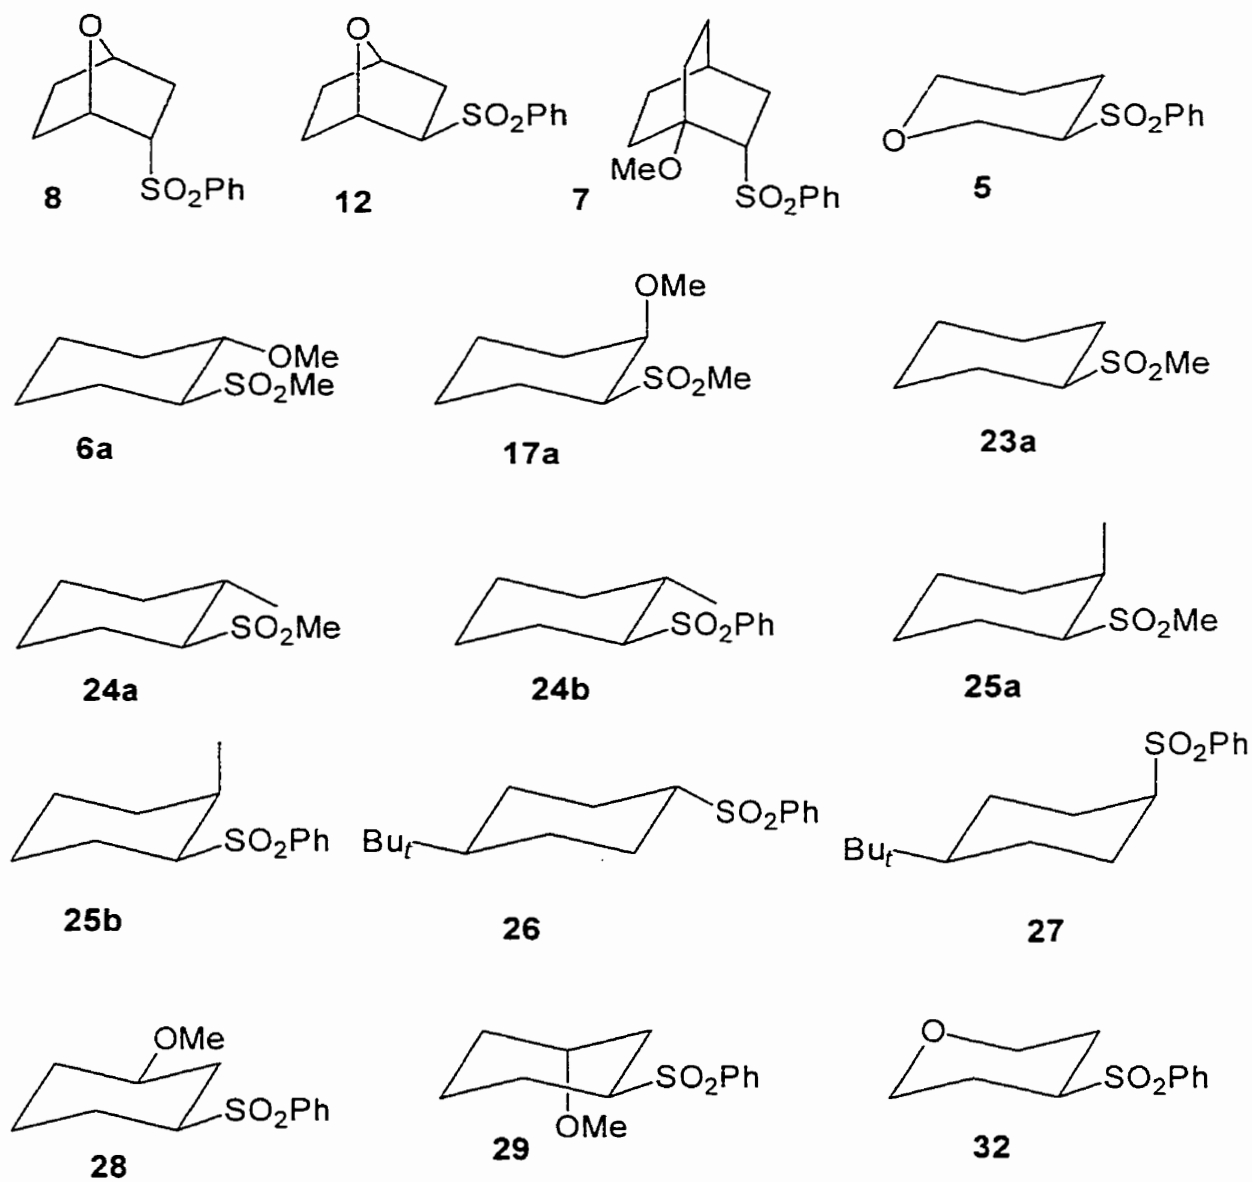 O O
SO2Ph O SO2Ph
MeO SO2Ph
SO2Ph
8 12 7 5
OMe
OMe
SO2Me SO2Me SO2Me
6a 17a 23a
SO2Me SO2Ph SO2Me
24a 24b 25a
SO2Ph
SO2Ph But SO2Ph But
25b 26 27
OMe O
SO2Ph SO2Ph SO2Ph
OMe
28 29 32